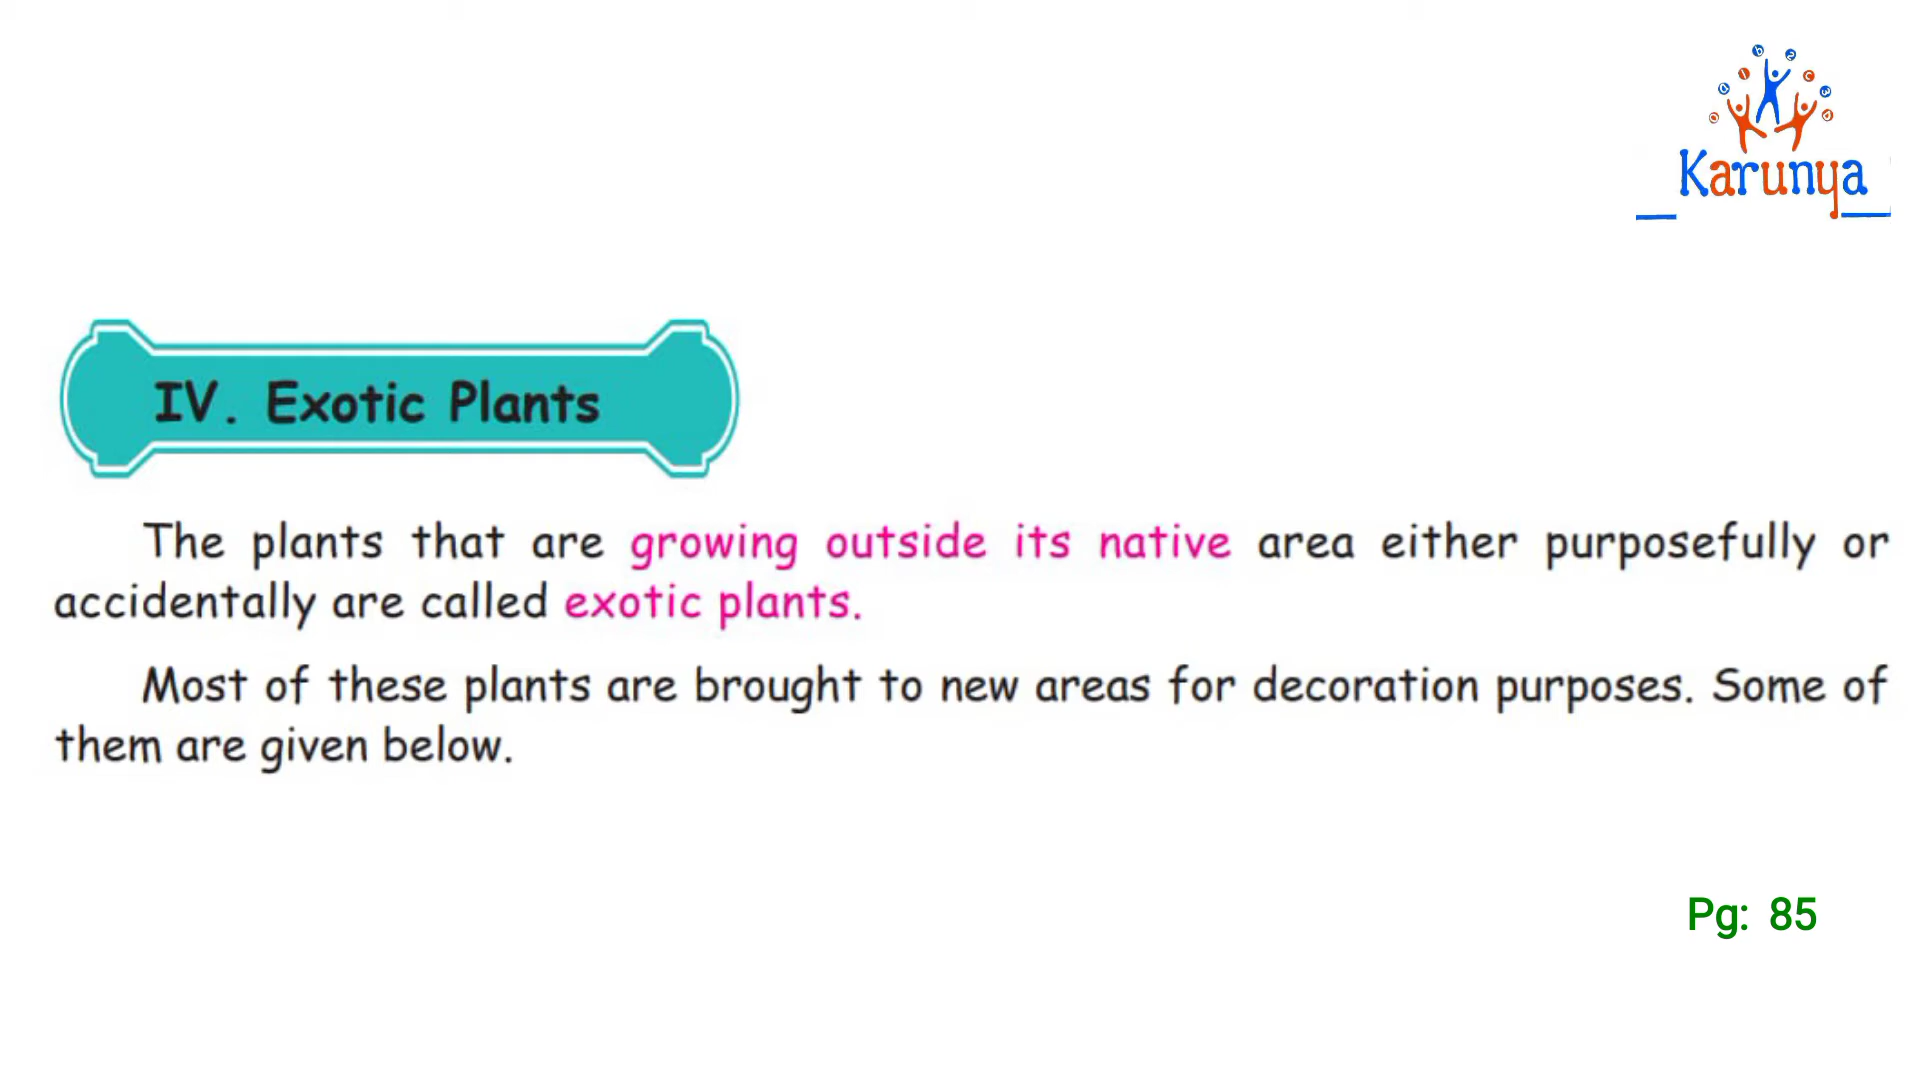 Karunya
IV. Exotic Plants
The plants that are growing outside its native area either purposefully or
accidentally are called exotic plants.
Most of these plants are brought to new areas for decoration purposes. Some of
them are given below.
Pg: 85